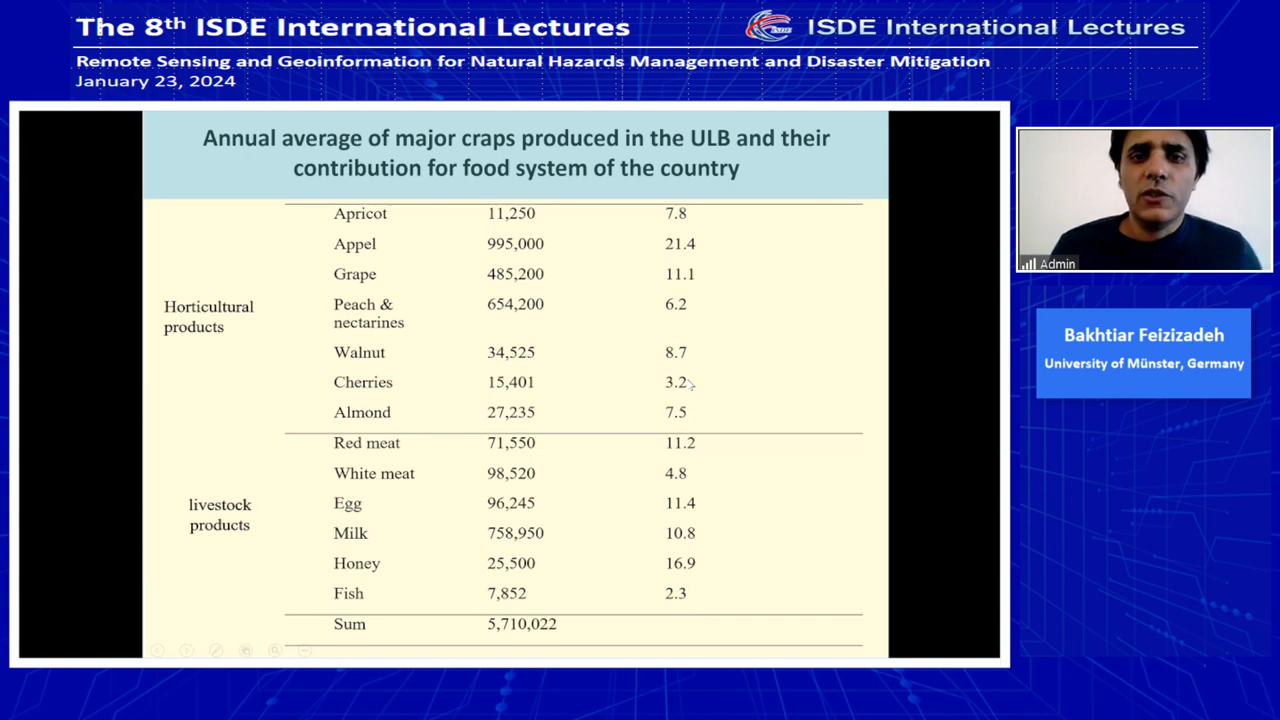 The 8th ISDE International Lectures
ISDE
ISDE International Lectures
Remote Sensing and Geoinformation for Natural Hazards Management and Disaster Mitigation
January 23, 2024
Annual average of major craps produced in the ULB and their
contribution for food system of the country
Horticultural
products
Apricot 11,250 7.8
Appel 995,000 21.4
Grape 485,200 11.1
Peach & 654,200 6.2
nectarines
Walnut 34,525 8.7
Cherries 15,401 3.2
Almond 27,235 7.5
livestock
products
Red meat 71,550 11.2
White meat 98,520 4.8
Egg 96,245 11.4
Milk 758,950 10.8
Honey 25,500 16.9
Fish 7,852 2.3
Sum 5,710,022
Admin
Bakhtiar Feizizadeh
University of Münster, Germany